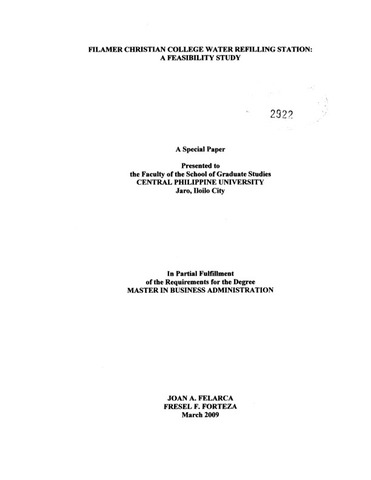 FILAMER CHRISTIAN COLLEGE WATER REFILLING STATION:
A FEASIBILITY STUDY
2922
A Special Paper
Presented to
the Faculty of the School of Graduate Studies
CENTRAL PHILIPPINE UNIVERSITY
Jaro, Iloilo City
In Partial Fulfillment
of the Requirements for the Degree
MASTER IN BUSINESS ADMINISTRATION
JOAN A. FELARCA
FRESEL F. FORTEZA
March 2009